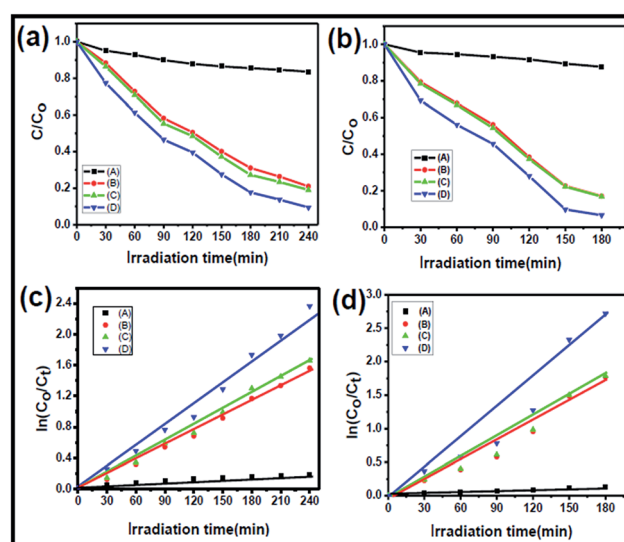 (a)
1.0
0.8
0.6
0.4
0.2
0.0
C/Co
(A)
(B)
(C)
(D)
0 30 60 90 120 150 180 210 240
Irradiation time(min)
(b)
1.0
0.8
0.6
0.4
0.2
0.0
C/Co
(A)
(B)
(C)
(D)
0 30 60 90 120 150 180
Irradiation time(min)
(c)
2.4
1.8
1.2
0.6
0.0
ln(Co/Ct)
(A)
(B)
(C)
(D)
0 30 60 90 120 150 180 210 240
Irradiation time(min)
(d)
3.0
2.5
2.0
1.5
1.0
0.5
0.0
ln(Co/Ct)
(A)
(B)
(C)
(D)
0 30 60 90 120 150 180
Irradiation time(min)